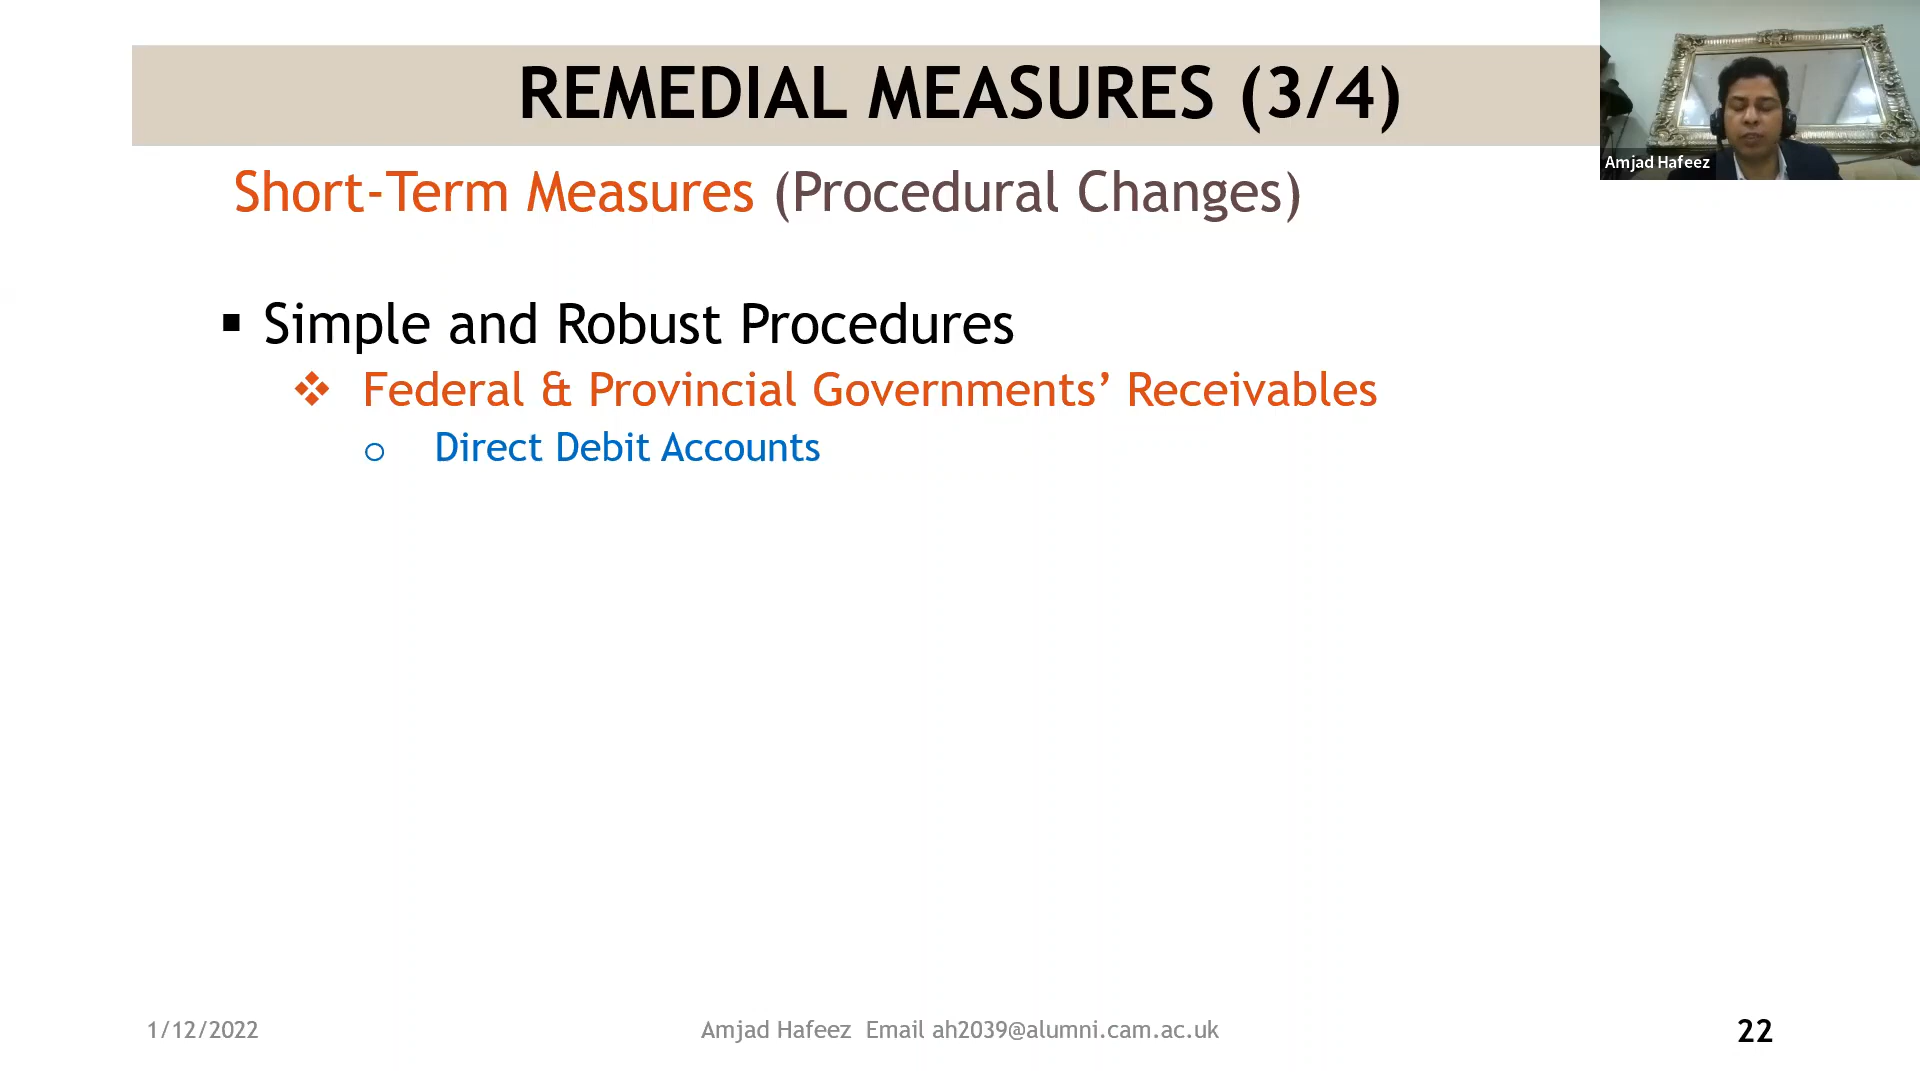 REMEDIAL MEASURES (3/4)
Amjad Hafeez
Short-Term Measures (Procedural Changes)
▪ Simple and Robust Procedures
❖ Federal & Provincial Governments’ Receivables
o Direct Debit Accounts
1/12/2022
Amjad Hafeez Email ah2039@alumni.cam.ac.uk
22